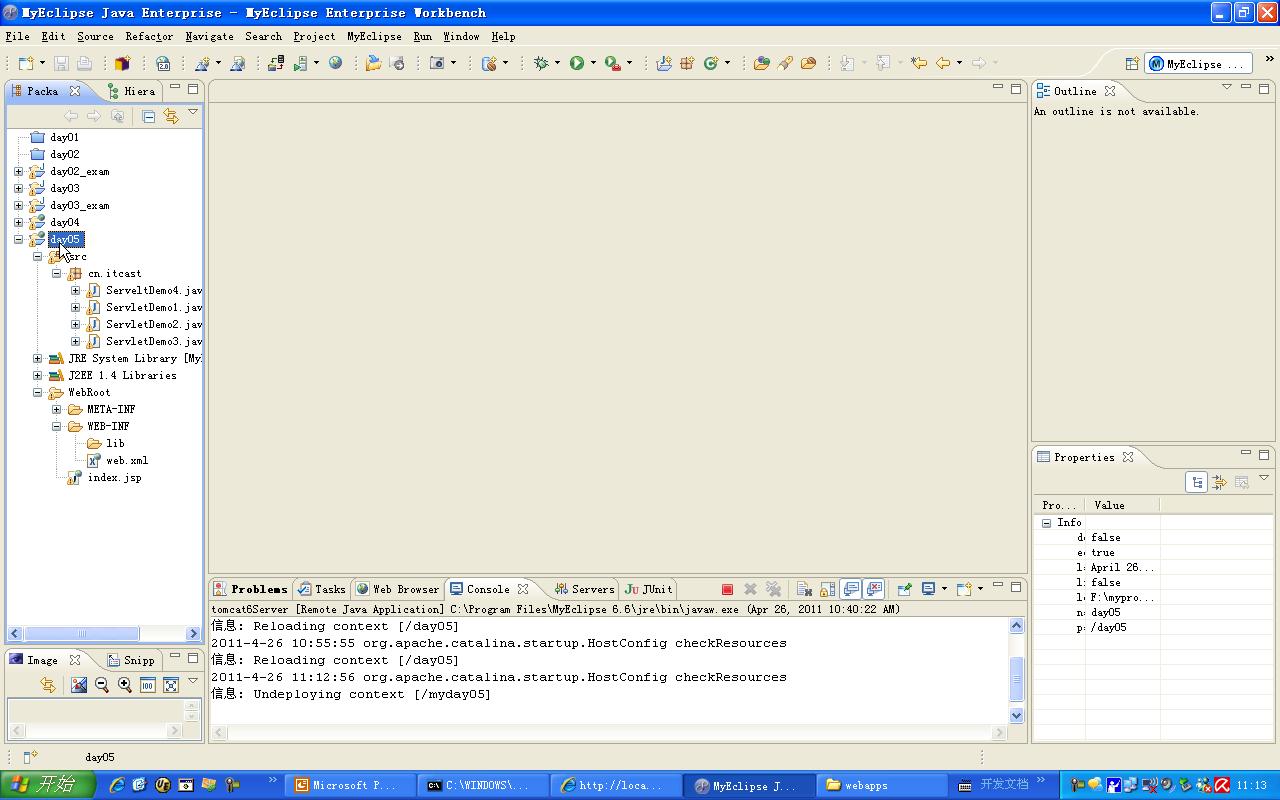 MyEclipse Java Enterprise - MyEclipse Enterprise Workbench
File Edit Source Refactor Navigate Search Project MyEclipse Run Window Help
MyEclipse ...
Packa
Hiera
day01
day02
day02_exam
day03
day03_exam
day04
day05
src
cn.itcast
ServeltDemo4.jav
ServletDemo1.jav
ServletDemo2.jav
ServletDemo3.jav
JRE System Library [My
J2EE 1.4 Libraries
WebRoot
META-INF
WEB-INF
lib
web.xml
index.jsp
Image
Snipp
Outline
An outline is not available.
Properties
Pro... Value
Info
false
true
April 26...
false
F:\mypro...
day05
/day05
Problems Tasks Web Browser Console Servers JUnit
tomcat6Server [Remote Java Application] C:\Program Files\MyEclipse 6.6\jre\bin\javaw.exe (Apr 26, 2011 10:40:22 AM)
信息: Reloading context [/day05]
2011-4-26 10:55:55 org.apache.catalina.startup.HostConfig checkResources
信息: Reloading context [/day05]
2011-4-26 11:12:56 org.apache.catalina.startup.HostConfig checkResources
信息: Undeploying context [/myday05]
day05
开始
Microsoft P...
C:\WINDOWS\...
http://loca...
MyEclipse J...
webapps
开发文档
11:13